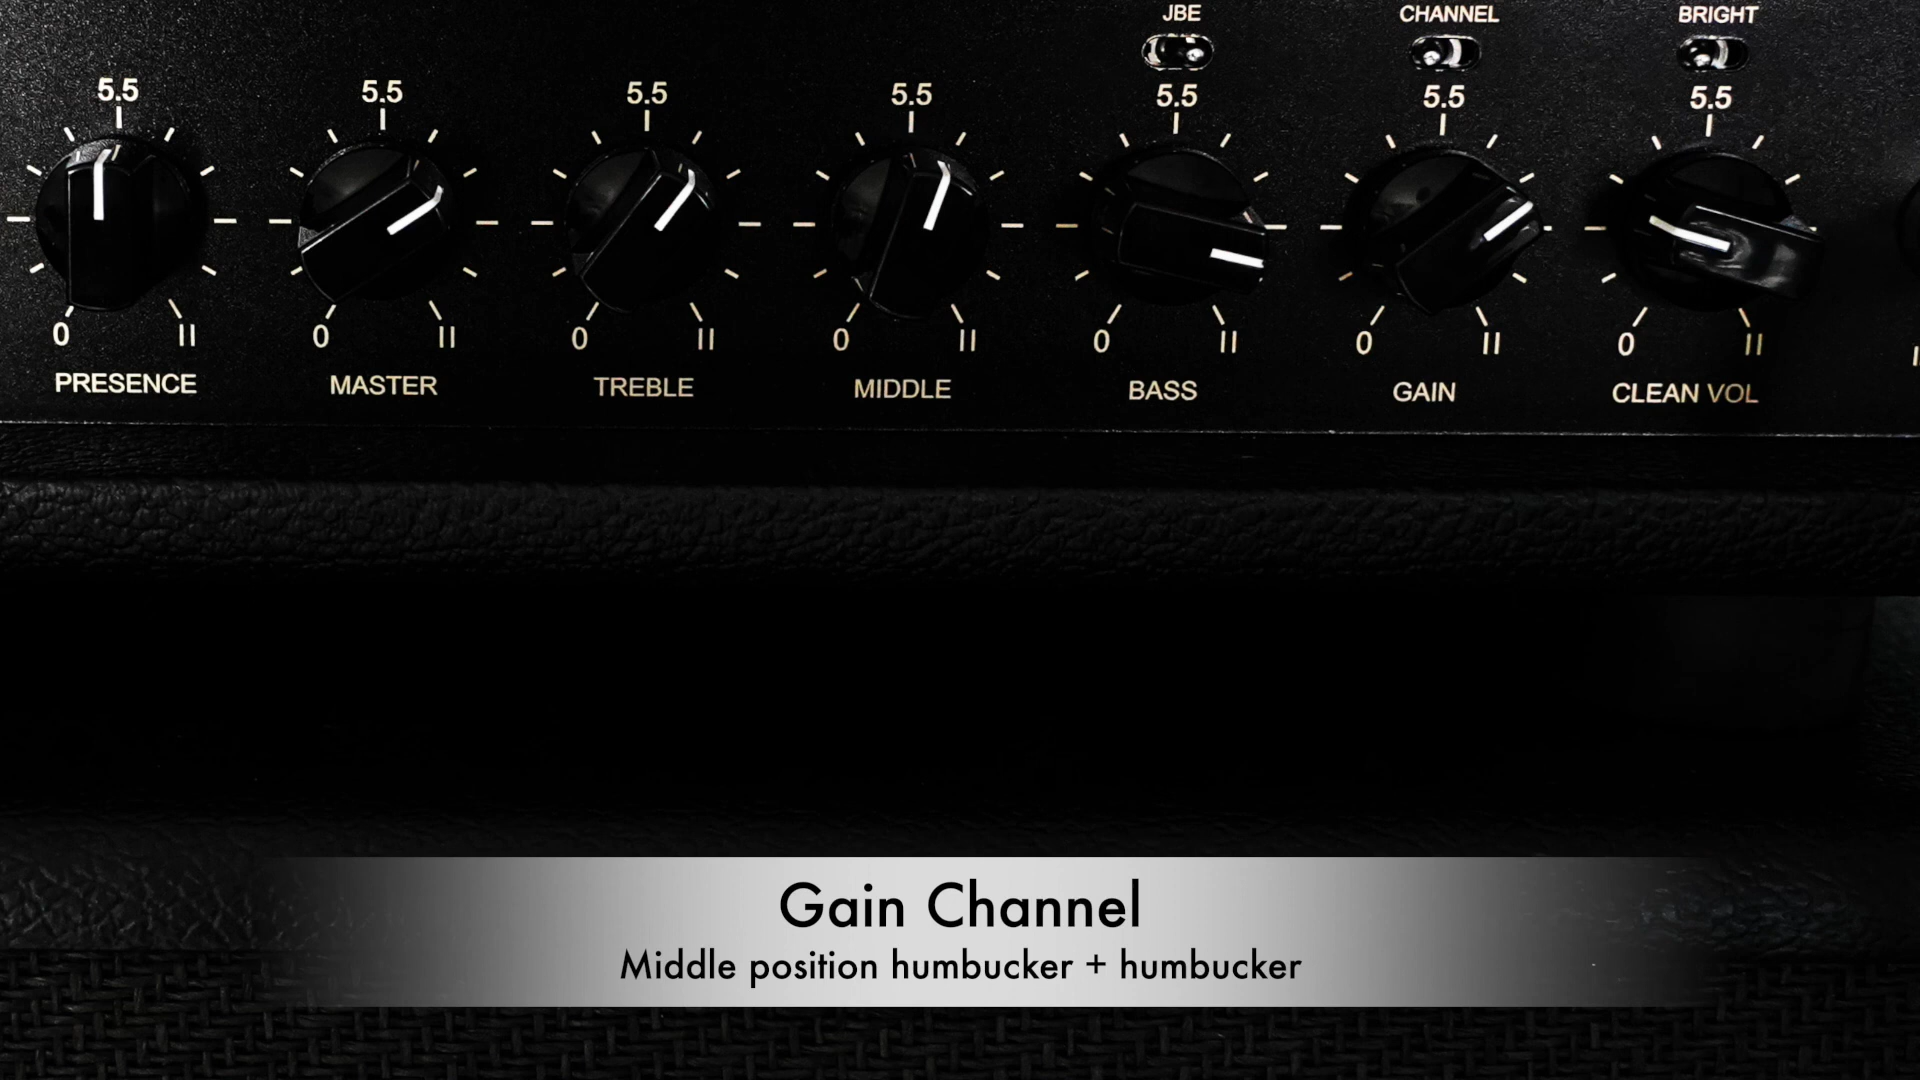 JBE CHANNEL BRIGHT
5.5 5.5 5.5 5.5 5.5 5.5 5.5
0 11 0 11 0 11 0 11 0 11 0 11 0 11
PRESENCE MASTER TREBLE MIDDLE BASS GAIN CLEAN VOL
Gain Channel
Middle position humbucker + humbucker